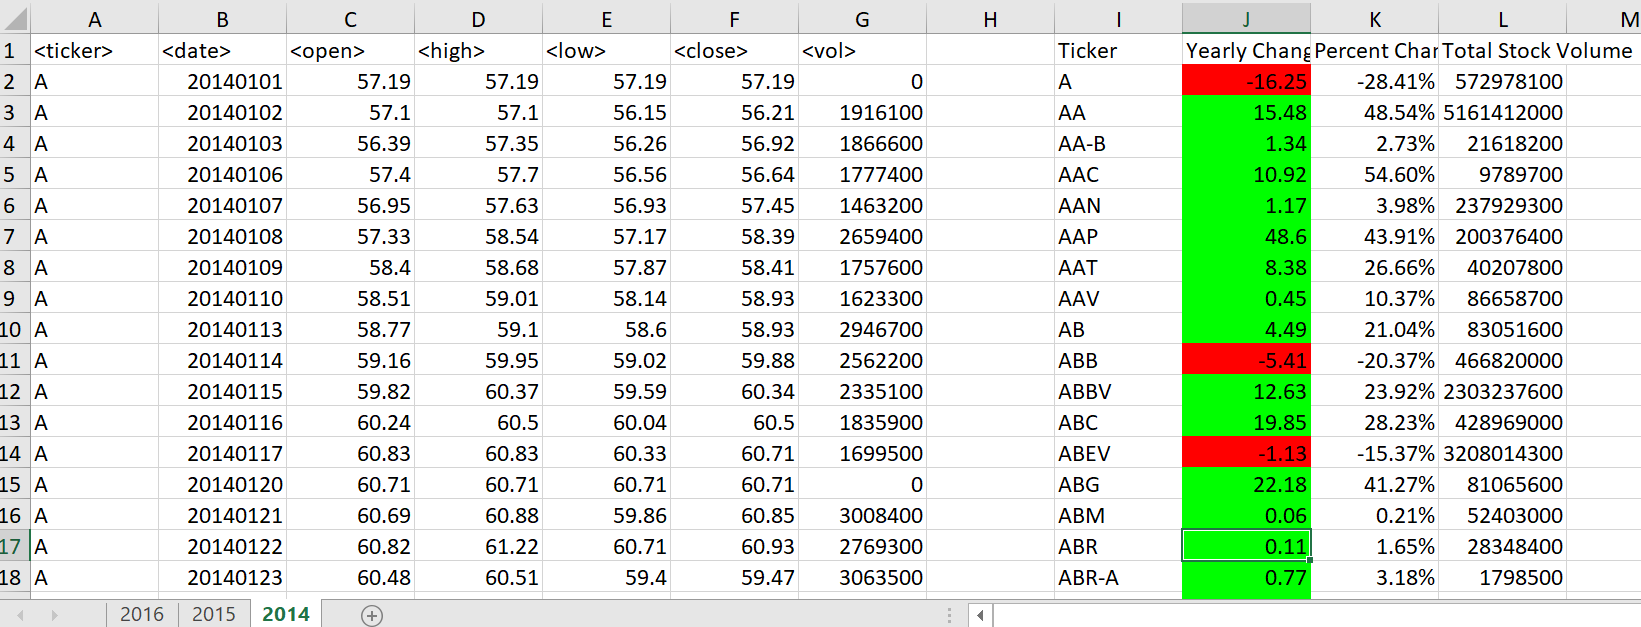 A B C D E F G H I J K L M
1 <ticker> <date> <open> <high> <low> <close> <vol> Ticker Yearly Chang Percent Char Total Stock Volume
2 A 20140101 57.19 57.19 57.19 57.19 0 A -16.25 -28.41% 572978100
3 A 20140102 57.1 57.1 56.15 56.21 1916100 AA 15.48 48.54% 5161412000
4 A 20140103 56.39 57.35 56.26 56.92 1866600 AA-B 1.34 2.73% 21618200
5 A 20140106 57.4 57.7 56.56 56.64 1777400 AAC 10.92 54.60% 9789700
6 A 20140107 56.95 57.63 56.93 57.45 1463200 AAN 1.17 3.98% 237929300
7 A 20140108 57.33 58.54 57.17 58.39 2659400 AAP 48.6 43.91% 200376400
8 A 20140109 58.4 58.68 57.87 58.41 1757600 AAT 8.38 26.66% 40207800
9 A 20140110 58.51 59.01 58.14 58.93 1623300 AAV 0.45 10.37% 86658700
10 A 20140113 58.77 59.1 58.6 58.93 2946700 AB 4.49 21.04% 83051600
11 A 20140114 59.16 59.95 59.02 59.88 2562200 ABB -5.41 -20.37% 466820000
12 A 20140115 59.82 60.37 59.59 60.34 2335100 ABBV 12.63 23.92% 2303237600
13 A 20140116 60.24 60.5 60.04 60.5 1835900 ABC 19.85 28.23% 428969000
14 A 20140117 60.83 60.83 60.33 60.71 1699500 ABEV -1.13 -15.37% 3208014300
15 A 20140120 60.71 60.71 60.71 60.71 0 ABG 22.18 41.27% 81065600
16 A 20140121 60.69 60.88 59.86 60.85 3008400 ABM 0.06 0.21% 52403000
17 A 20140122 60.82 61.22 60.71 60.93 2769300 ABR 0.11 1.65% 28348400
18 A 20140123 60.48 60.51 59.4 59.47 3063500 ABR-A 0.77 3.18% 1798500
2016 2015 2014